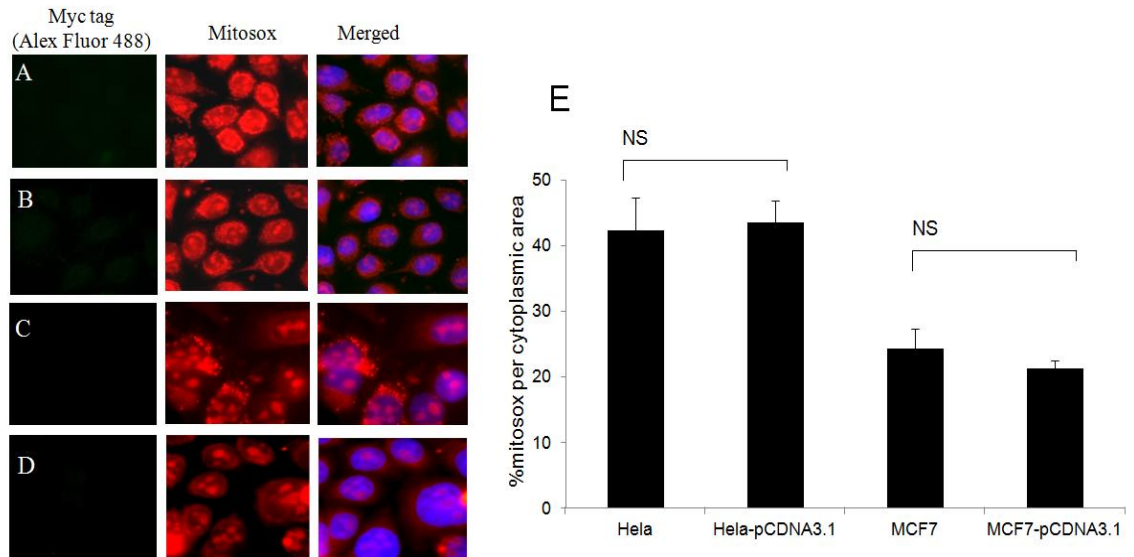 Myc tag
(Alex Fluor 488)
Mitosox
Merged
A
B
C
D
E
NS
NS
%mitosox per cytoplasmic area
50
40
30
20
10
0
Hela
Hela-pCDNA3.1
MCF7
MCF7-pCDNA3.1